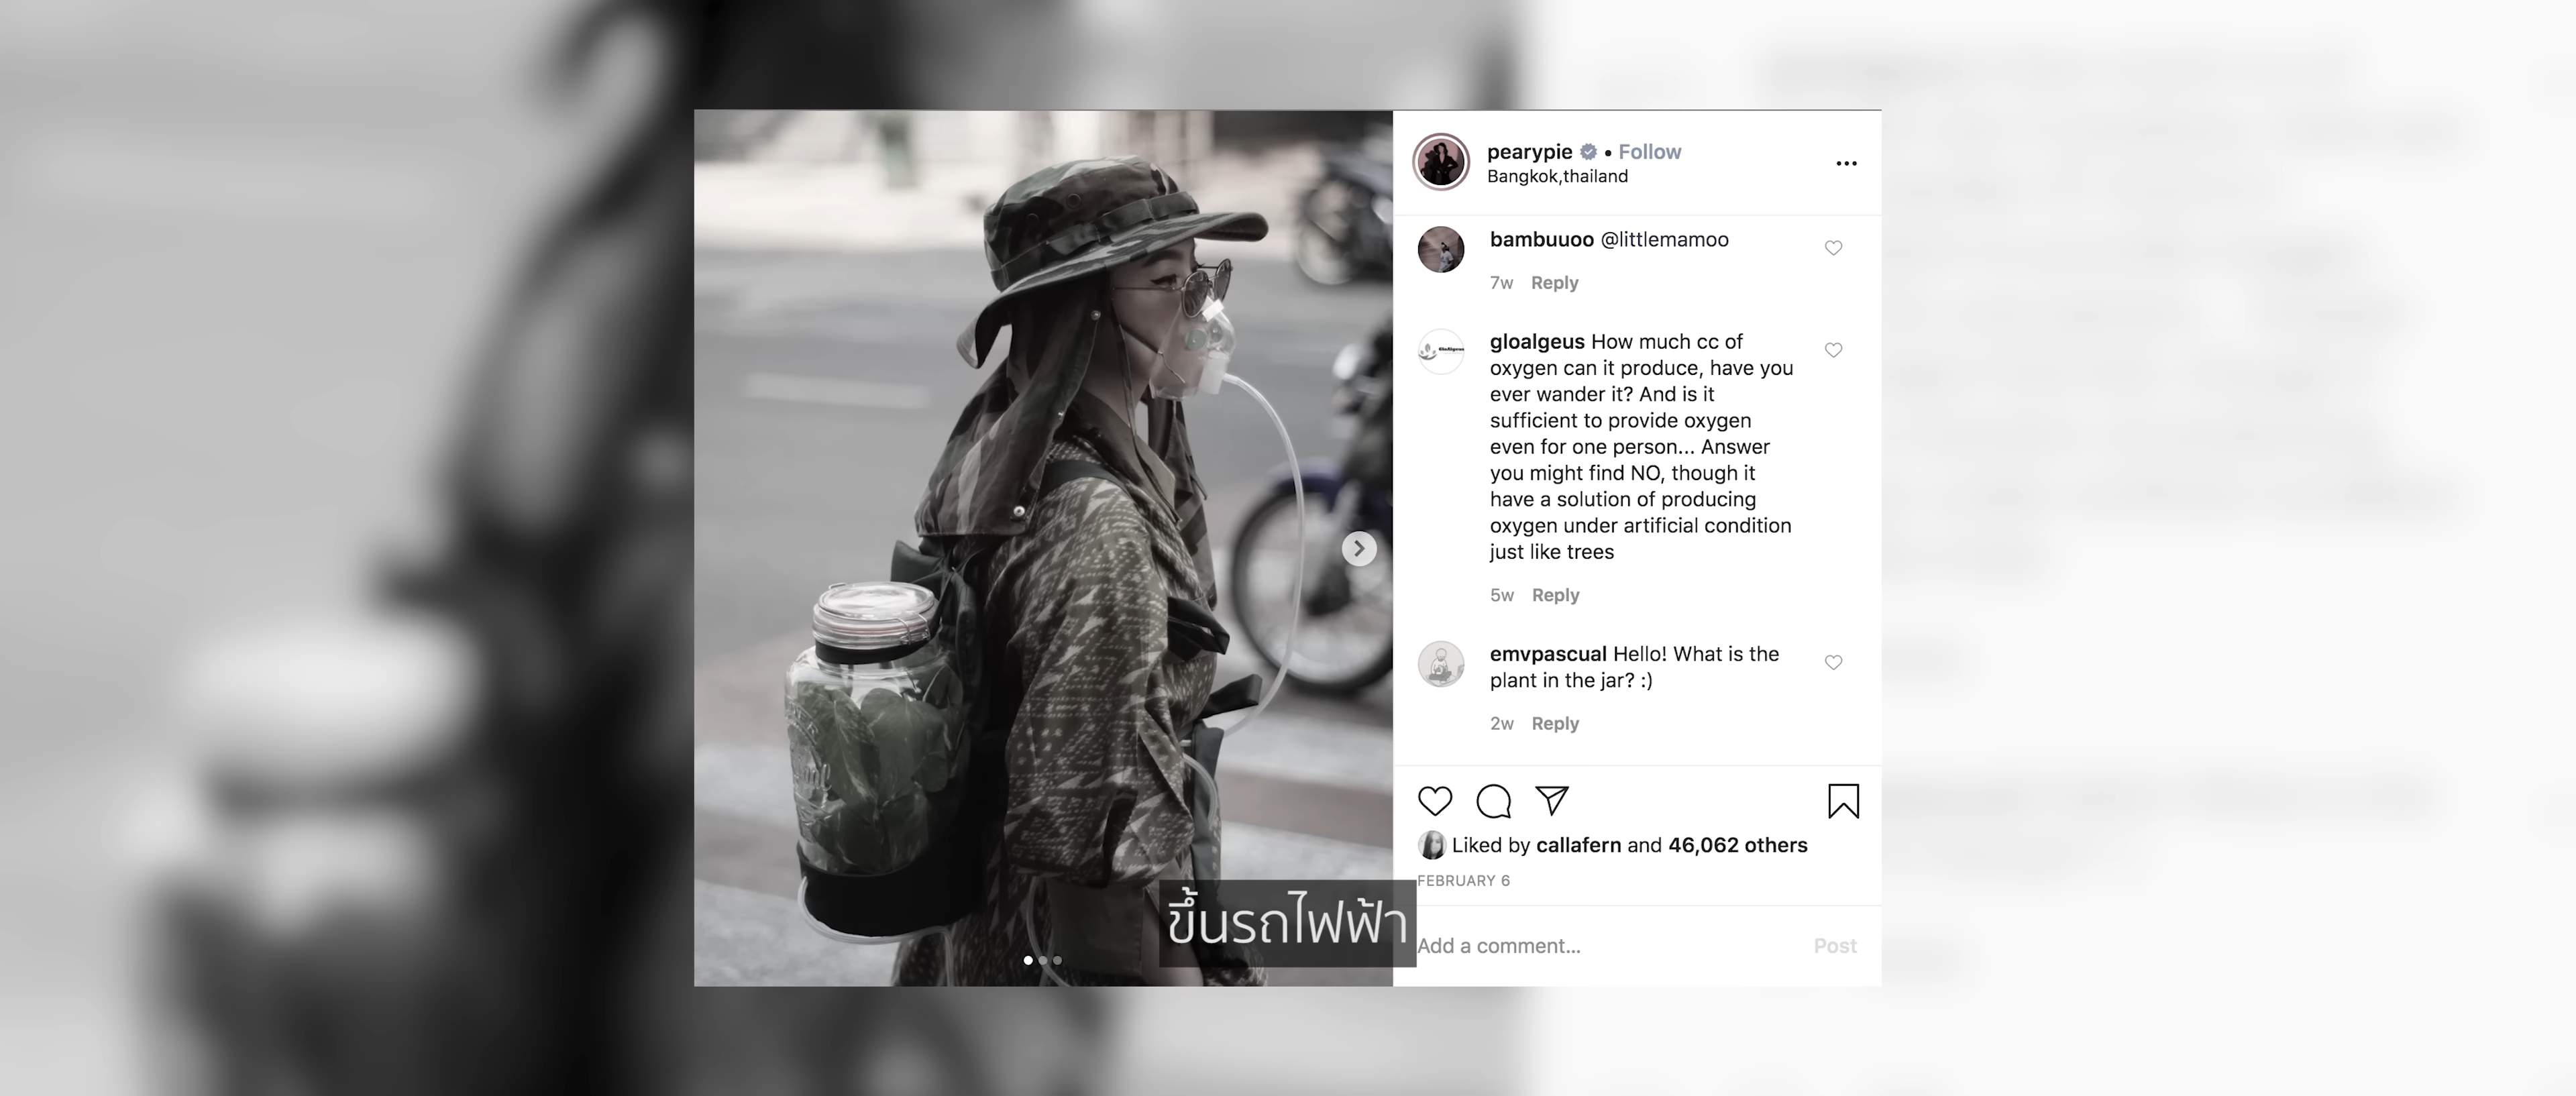 pearypie • Follow
Bangkok,thailand
bambuuoo @littlemamoo
7w Reply
gloalgeus How much cc of
oxygen can it produce, have you
ever wander it? And is it
sufficient to provide oxygen
even for one person... Answer
you might find NO, though it
have a solution of producing
oxygen under artificial condition
just like trees
5w Reply
emvpascual Hello! What is the
plant in the jar? :)
2w Reply
Liked by callafern and 46,062 others
FEBRUARY 6
ขึ้นรถไฟฟ้า
Add a comment... Post